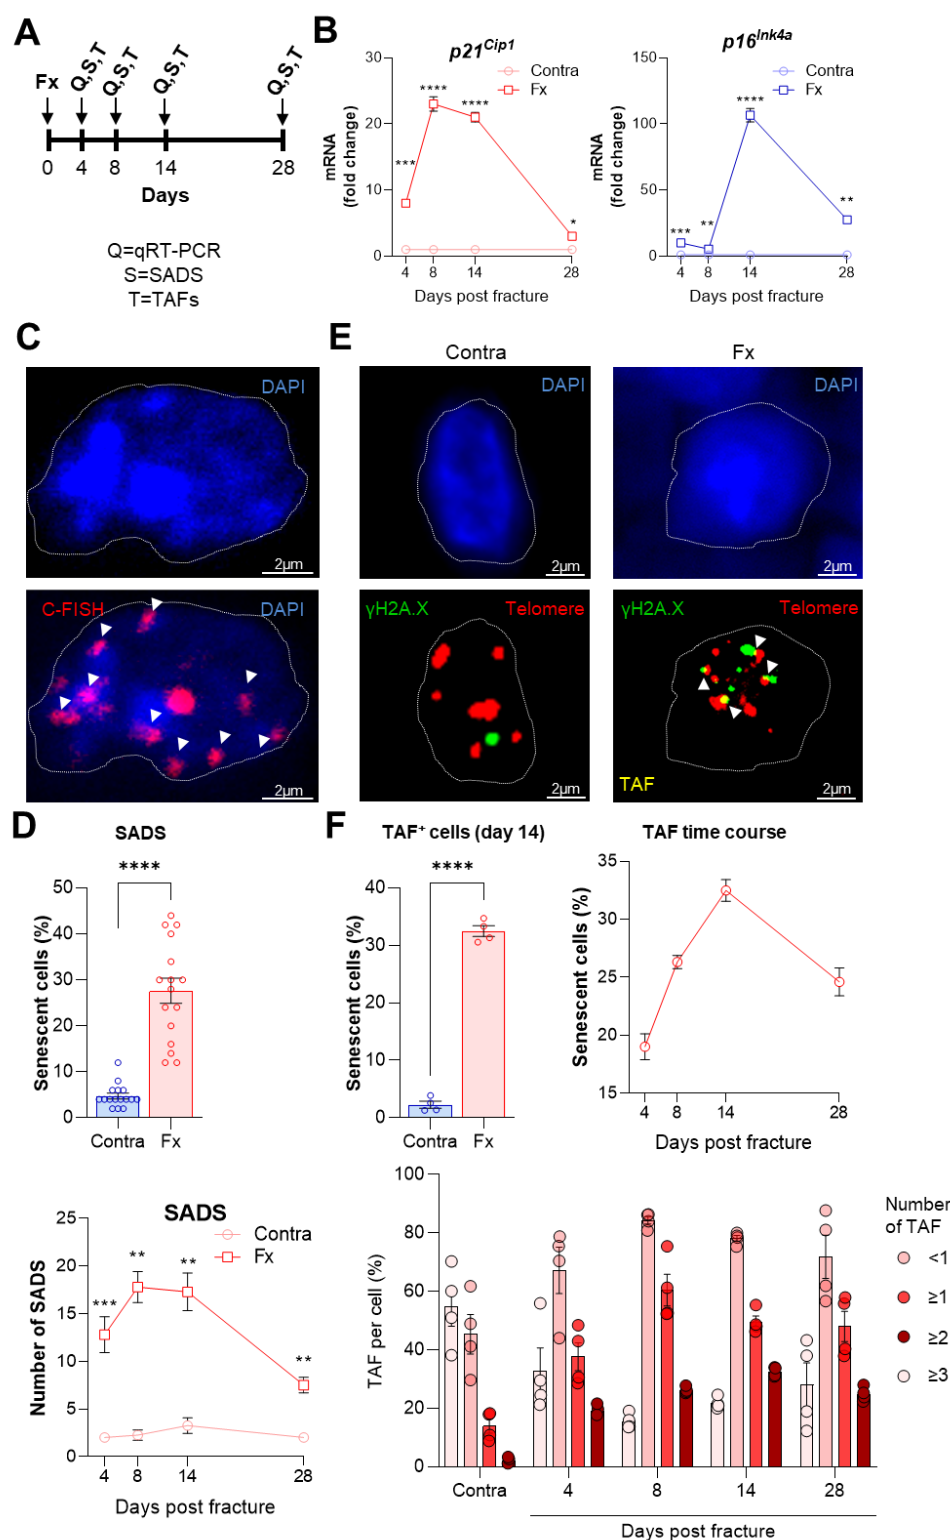 A
Fx
Q,S,T
Q,S,T
Q,S,T
Q,S,T
0
4
8
14
28
Days
Q=qRT-PCR
S=SADS
T=TAFs
B
p21Cip1
Contra
Fx
30
20
10
0
mRNA
(fold change)
***
****
****
*
4
8
14
28
Days post fracture
p16Ink4a
Contra
Fx
150
100
50
0
mRNA
(fold change)
***
**
****
**
4
8
14
28
Days post fracture
C
DAPI
2µm
C-FISH
DAPI
2µm
E
Contra
Fx
DAPI
2µm
DAPI
2µm
γH2A.X
Telomere
2µm
γH2A.X
Telomere
TAF
2µm
D
SADS
****
50
40
30
20
10
0
Senescent cells (%)
Contra
Fx
SADS
Contra
Fx
25
20
15
10
5
0
Number of SADS
***
**
**
**
4
8
14
28
Days post fracture
F
TAF+ cells (day 14)
****
40
30
20
10
0
Senescent cells (%)
Contra
Fx
TAF time course
35
30
25
20
15
Senescent cells (%)
4
8
14
28
Days post fracture
100
80
60
40
20
0
TAF per cell (%)
Contra
4
8
14
28
Days post fracture
Number
of TAF
<1
≥1
≥2
≥3